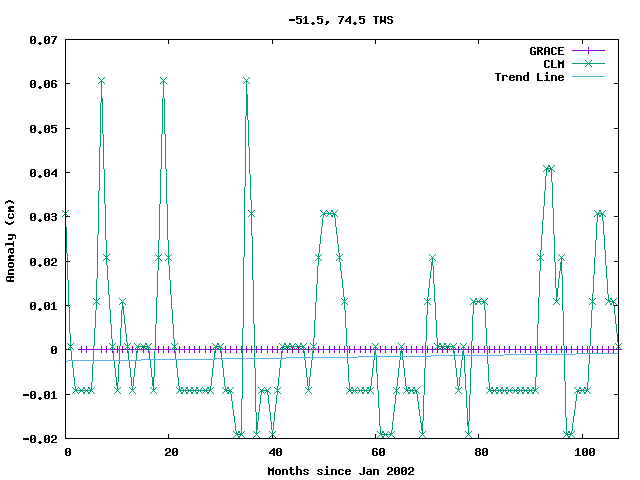 -51.5, 74.5 TWS
0.07
0.06
0.05
0.04
0.03
0.02
0.01
0
-0.01
-0.02
Anomaly (cm)
GRACE
CLM
Trend Line
0 20 40 60 80 100
Months since Jan 2002